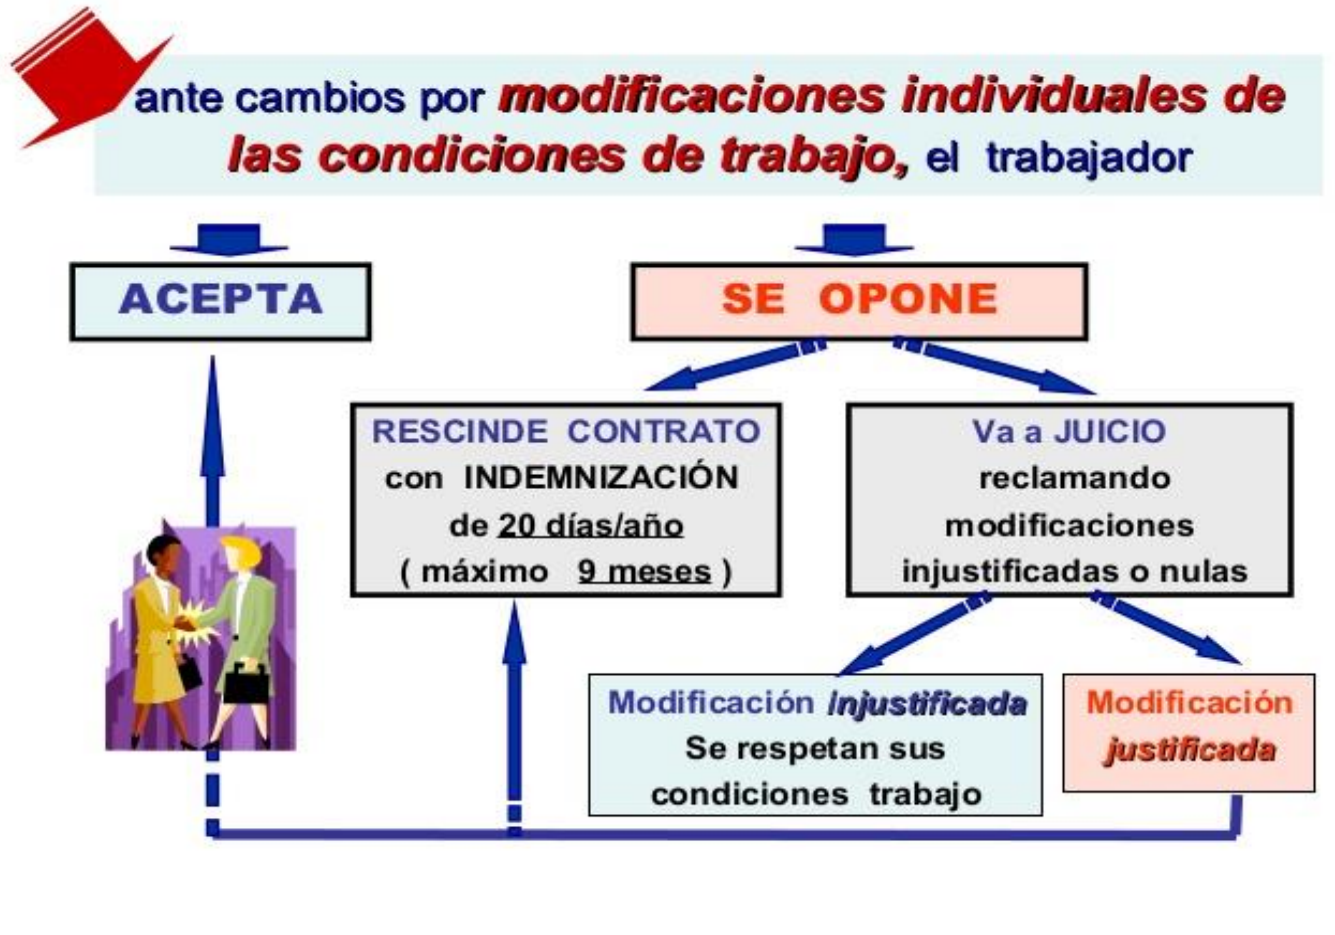 ante cambios por modificaciones individuales de
las condiciones de trabajo, el trabajador
ACEPTA
SE OPONE
RESCINDE CONTRATO
con INDEMNIZACIÓN
de 20 días/año
( máximo 9 meses )
Va a JUICIO
reclamando
modificaciones
injustificadas o nulas
Modificación injustificada
Se respetan sus
condiciones trabajo
Modificación
justificada